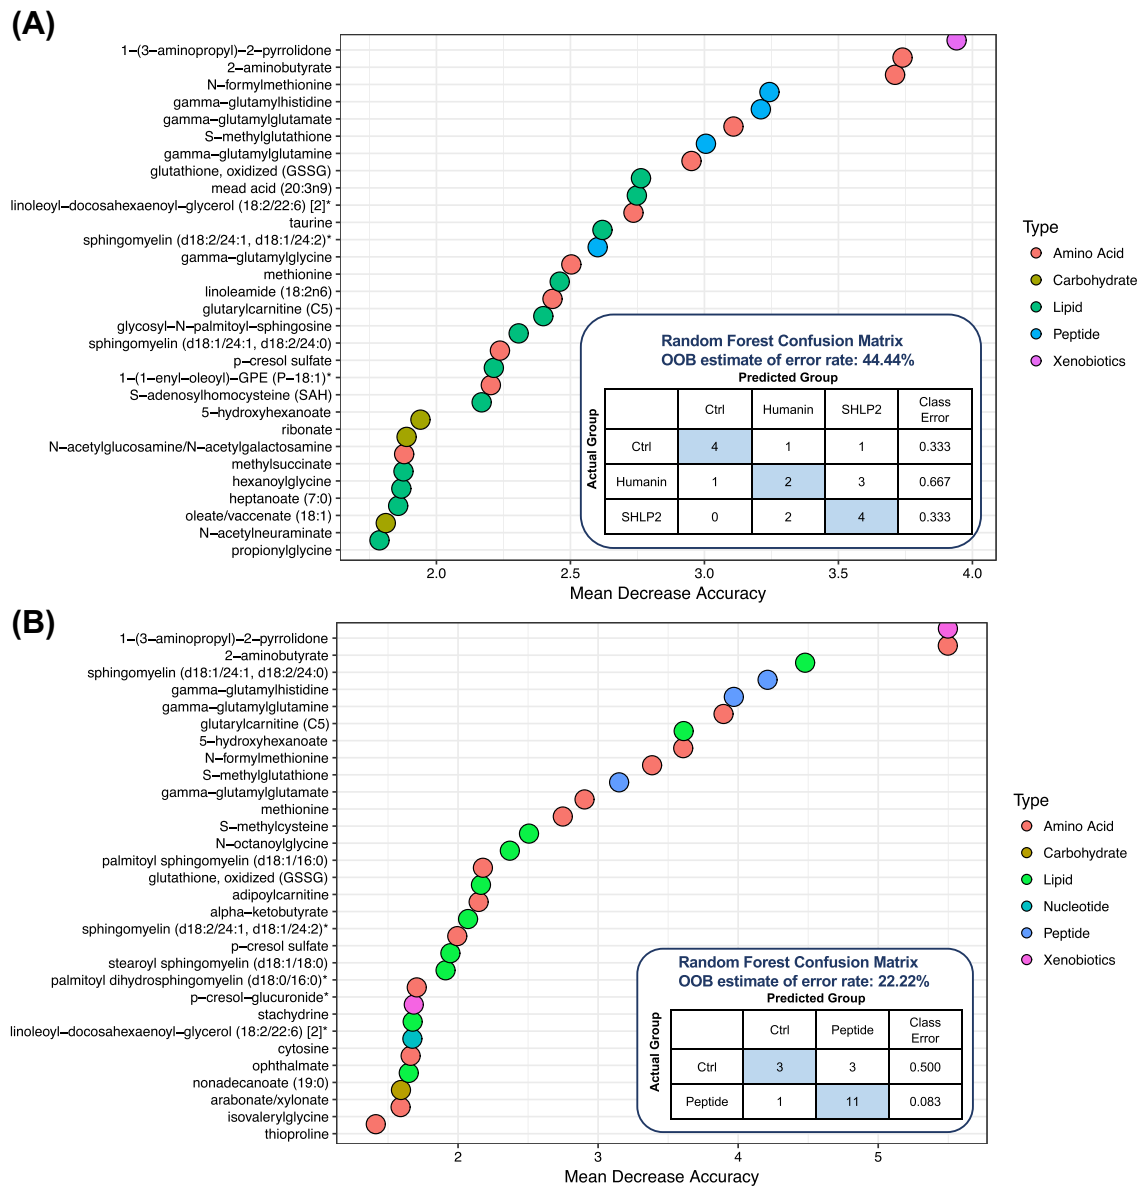 (A)
1−(3−aminopropyl)−2−pyrrolidone
2−aminobutyrate
N−formylmethionine
gamma−glutamylhistidine
gamma−glutamylglutamate
S−methylglutathione
gamma−glutamylglutamine
glutathione, oxidized (GSSG)
mead acid (20:3n9)
linoleoyl−docosahexaenoyl−glycerol (18:2/22:6) [2]*
taurine
sphingomyelin (d18:2/24:1, d18:1/24:2)*
gamma−glutamylglycine
methionine
linoleamide (18:2n6)
glutarylcarnitine (C5)
glycosyl−N−palmitoyl−sphingosine
sphingomyelin (d18:1/24:1, d18:2/24:0)
p−cresol sulfate
1−(1−enyl−oleoyl)−GPE (P−18:1)*
S−adenosylhomocysteine (SAH)
5−hydroxyhexanoate
ribonate
N−acetylglucosamine/N−acetylgalactosamine
methylsuccinate
hexanoylglycine
heptanoate (7:0)
oleate/vaccenate (18:1)
N−acetylneuraminate
propionylglycine
2.0 2.5 3.0 3.5 4.0
Mean Decrease Accuracy
Random Forest Confusion Matrix
OOB estimate of error rate: 44.44%
Predicted Group
Actual Group
Ctrl Humanin SHLP2 Class
Error
Ctrl 4 1 1 0.333
Humanin 1 2 3 0.667
SHLP2 0 2 4 0.333
Type
Amino Acid
Carbohydrate
Lipid
Peptide
Xenobiotics
(B)
1−(3−aminopropyl)−2−pyrrolidone
2−aminobutyrate
sphingomyelin (d18:1/24:1, d18:2/24:0)
gamma−glutamylhistidine
gamma−glutamylglutamine
glutarylcarnitine (C5)
5−hydroxyhexanoate
N−formylmethionine
S−methylglutathione
gamma−glutamylglutamate
methionine
S−methylcysteine
N−octanoylglycine
palmitoyl sphingomyelin (d18:1/16:0)
glutathione, oxidized (GSSG)
adipoylcarnitine
alpha−ketobutyrate
sphingomyelin (d18:2/24:1, d18:1/24:2)*
p−cresol sulfate
stearoyl sphingomyelin (d18:1/18:0)
palmitoyl dihydrosphingomyelin (d18:0/16:0)*
p−cresol−glucuronide*
stachydrine
linoleoyl−docosahexaenoyl−glycerol (18:2/22:6) [2]*
cytosine
ophthalmate
nonadecanoate (19:0)
arabonate/xylonate
isovalerylglycine
thioproline
2 3 4 5
Mean Decrease Accuracy
Random Forest Confusion Matrix
OOB estimate of error rate: 22.22%
Predicted Group
Actual Group
Ctrl Peptide Class
Error
Ctrl 3 3 0.500
Peptide 1 11 0.083
Type
Amino Acid
Carbohydrate
Lipid
Nucleotide
Peptide
Xenobiotics